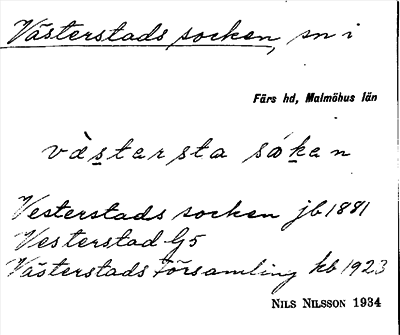 Västerstads socken, sn i
Färs hd, Malmöhus län
västersta såkan
Vesterstads socken jb 1881
Vesterstad G5
Västerstads församling kb 1923
NILS NILSSON 1934